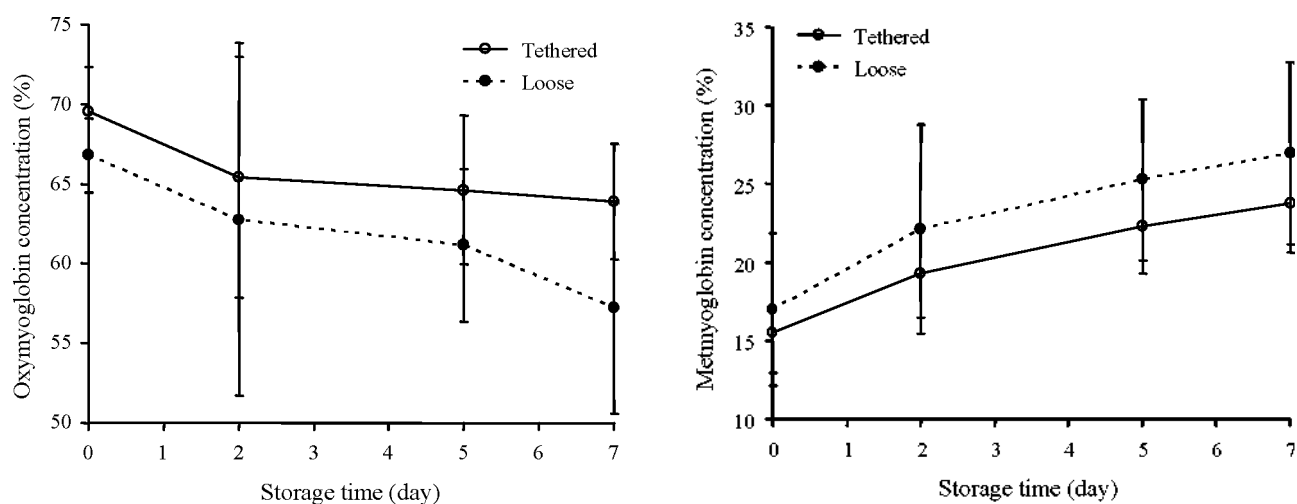 75
70
65
60
55
50
Oxymyoglobin concentration (%)
Tethered
Loose
0 1 2 3 4 5 6 7
Storage time (day)
35
30
25
20
15
10
Metmyoglobin concentration (%)
Tethered
Loose
0 1 2 3 4 5 6 7
Storage time (day)